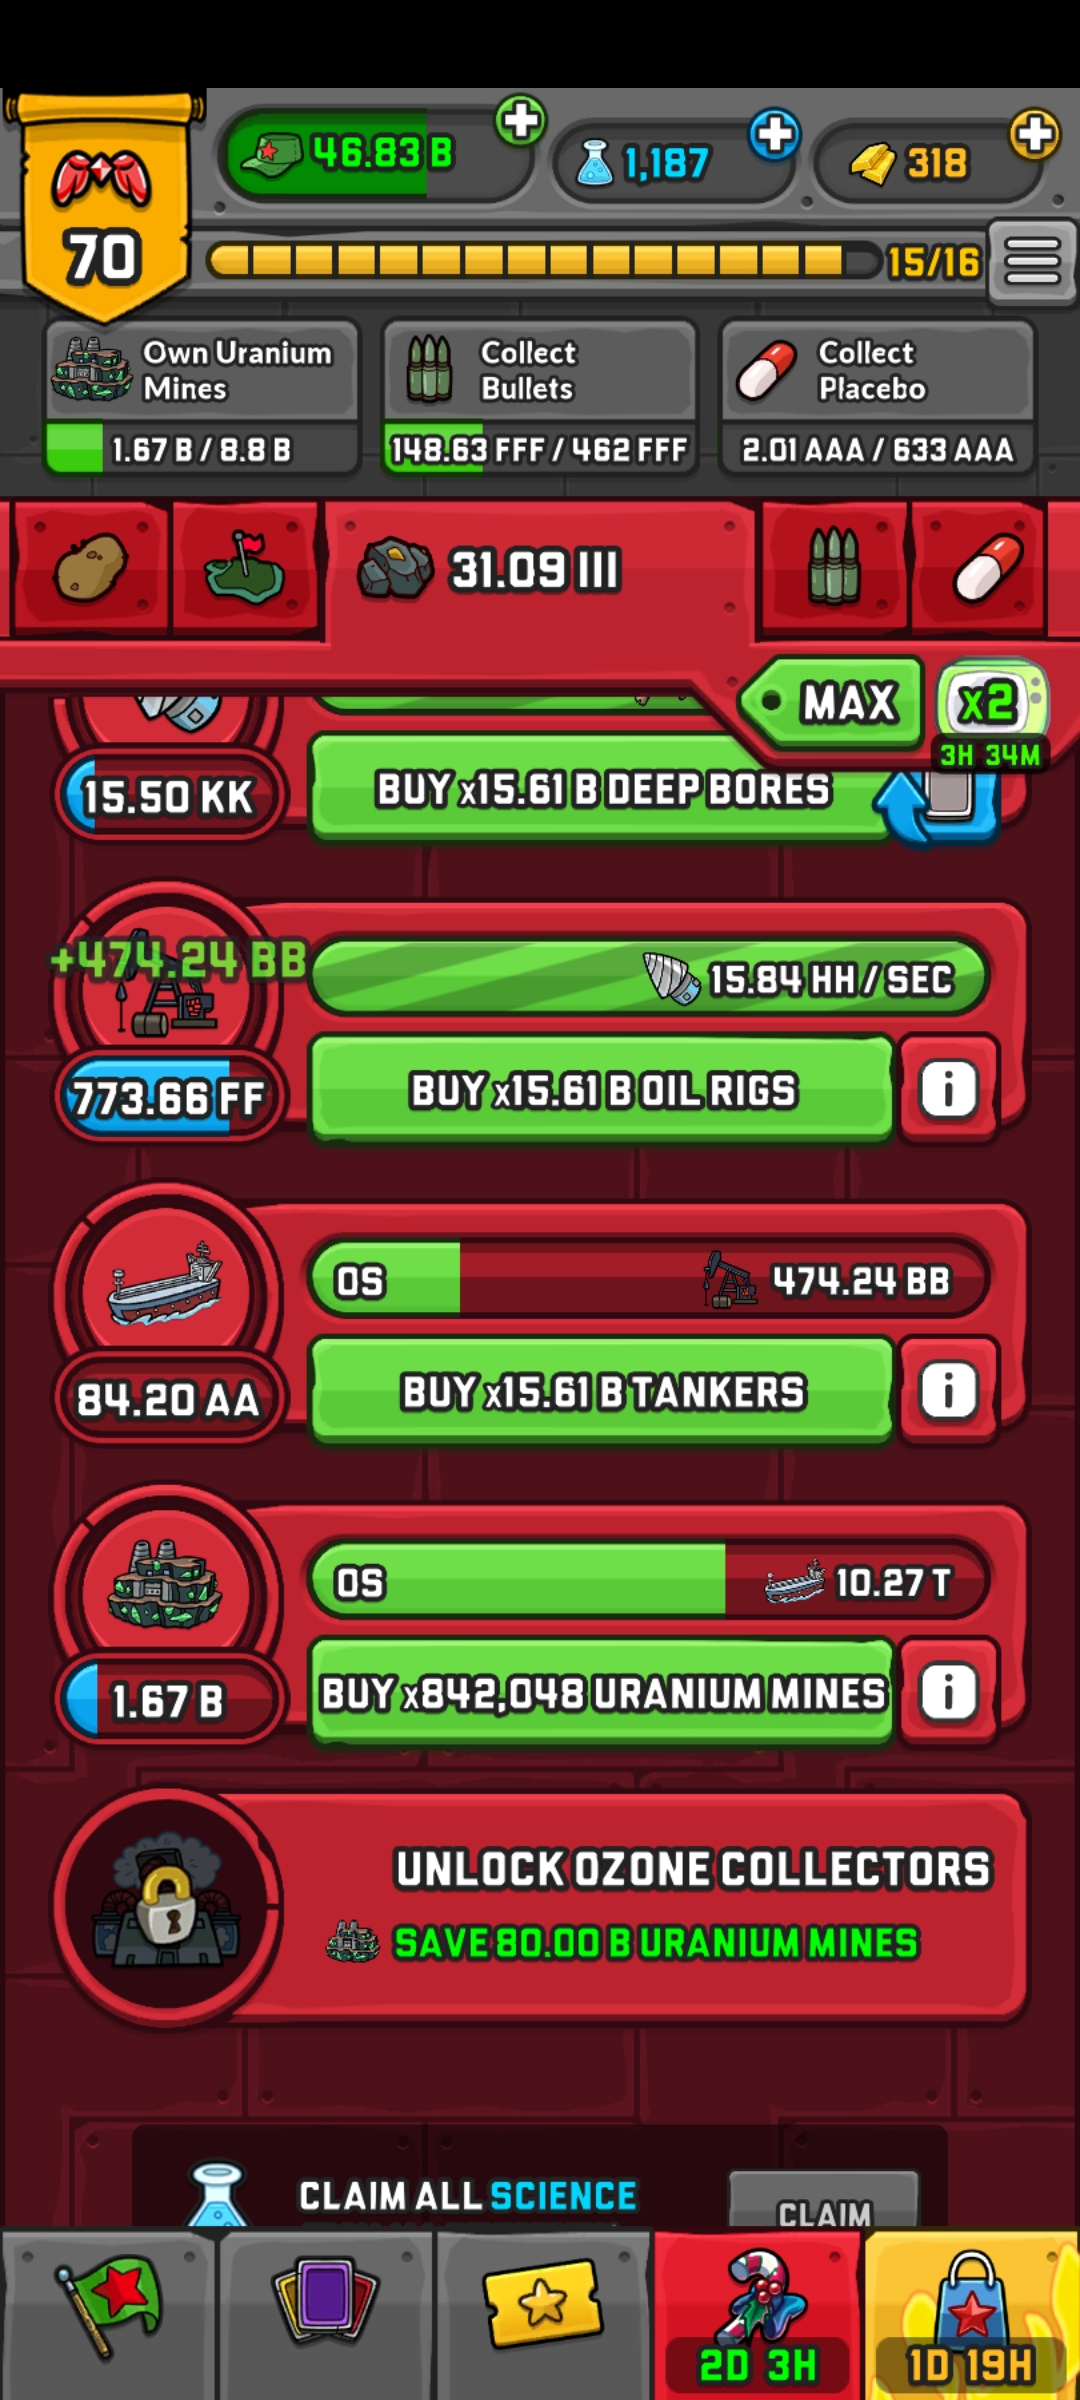 46.83 B
1,187
318
70
15/16
Own Uranium Mines
1.67 B / 8.8 B
Collect Bullets
148.63 FFF / 462 FFF
Collect Placebo
2.01 AAA / 633 AAA
31.09 III
MAX
x2
3H 34M
15.50 KK
BUY x15.61 B DEEP BORES
+474.24 BB
15.84 HH / SEC
773.66 FF
BUY x15.61 B OIL RIGS
i
0S
474.24 BB
84.20 AA
BUY x15.61 B TANKERS
i
0S
10.27 T
1.67 B
BUY x842,048 URANIUM MINES
i
UNLOCK OZONE COLLECTORS
SAVE 80.00 B URANIUM MINES
CLAIM ALL SCIENCE
CLAIM
2D 3H
1D 19H